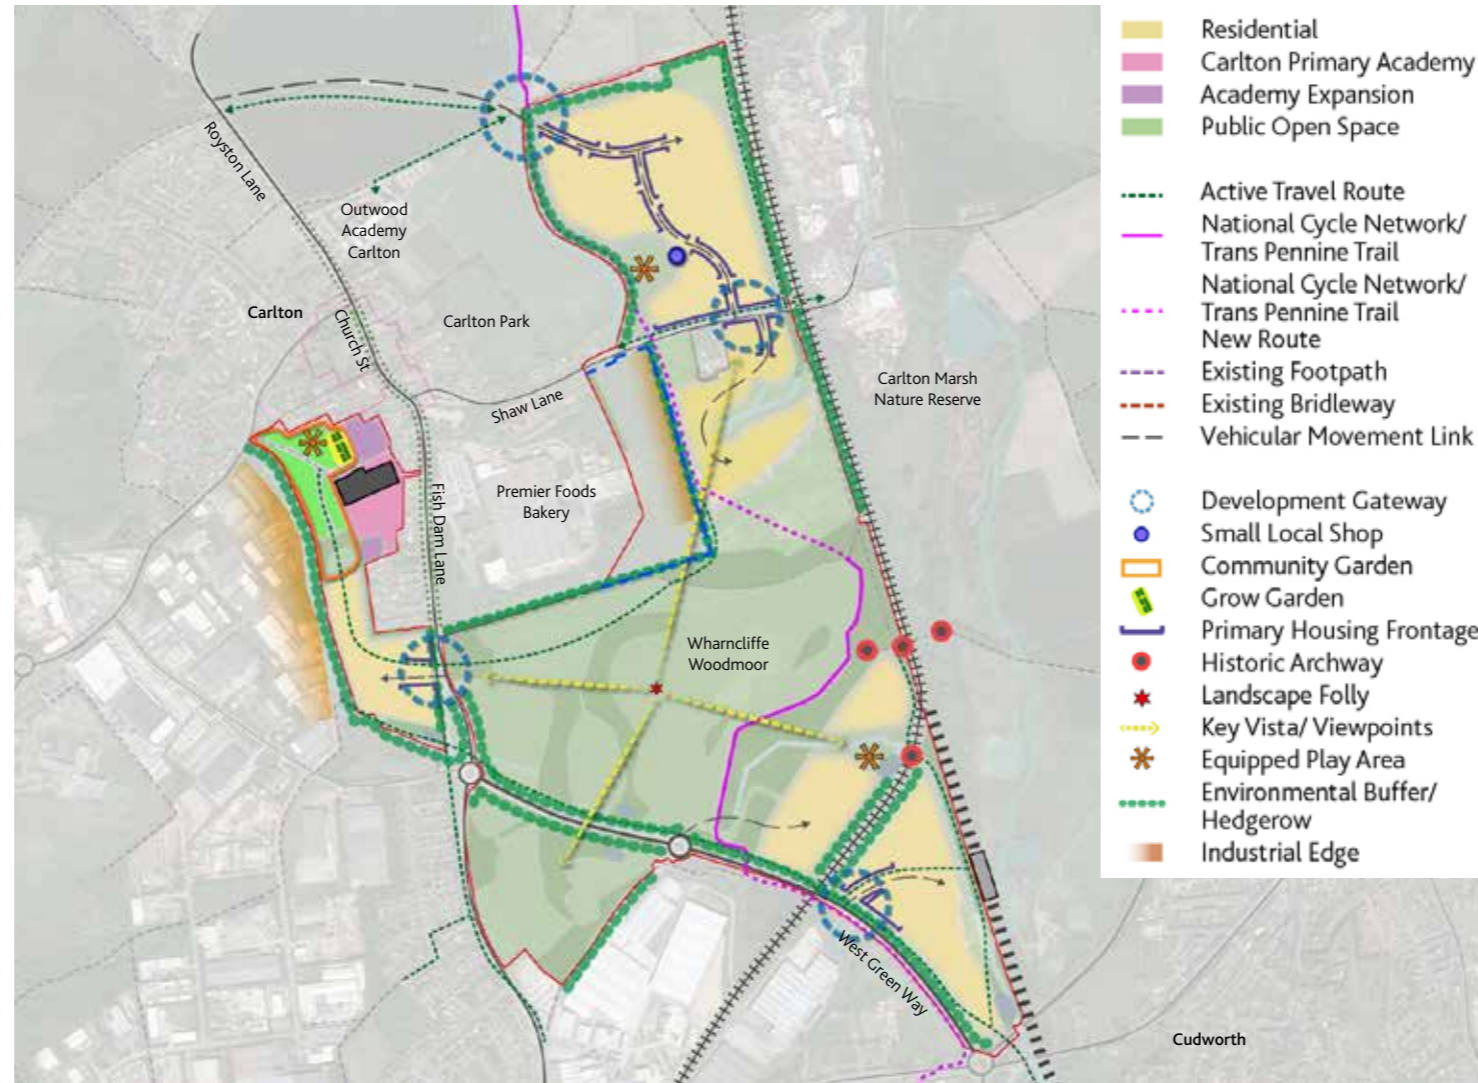 Royston Lane
Outwood
Academy
Carlton
Carlton
Church St
Carlton Park
Shaw Lane
Carlton Marsh
Nature Reserve
Premier Foods
Bakery
Fish Dam Lane
Wharncliffe
Woodmoor
West Green Way
Cudworth
Residential
Carlton Primary Academy
Academy Expansion
Public Open Space
Active Travel Route
National Cycle Network/
Trans Pennine Trail
National Cycle Network/
Trans Pennine Trail
New Route
Existing Footpath
Existing Bridleway
Vehicular Movement Link
Development Gateway
Small Local Shop
Community Garden
Grow Garden
Primary Housing Frontage
Historic Archway
Landscape Folly
Key Vista/ Viewpoints
Equipped Play Area
Environmental Buffer/
Hedgerow
Industrial Edge